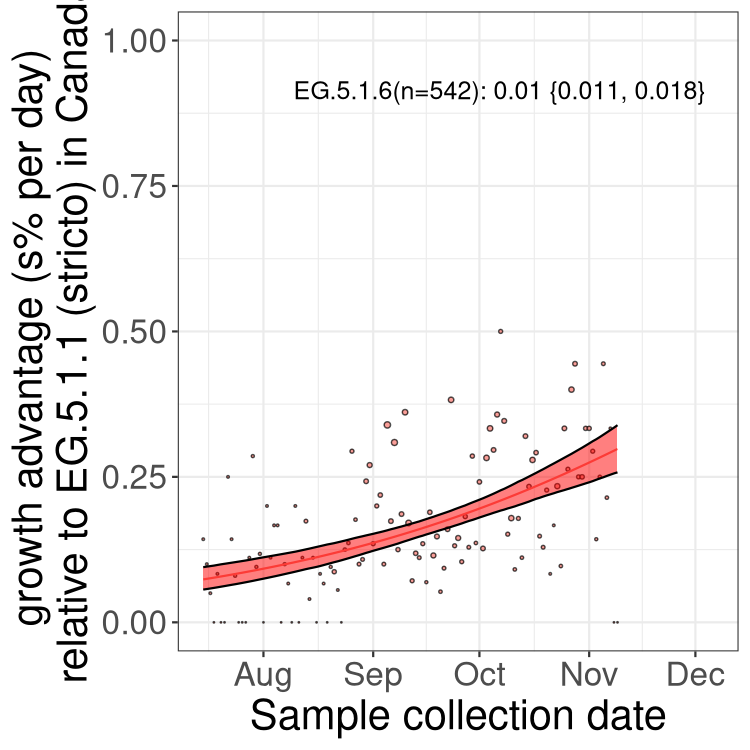 growth advantage (s% per day)
relative to EG.5.1.1 (stricto) in Canada
1.00
0.75
0.50
0.25
0.00
EG.5.1.6(n=542): 0.01 {0.011, 0.018}
Aug Sep Oct Nov Dec
Sample collection date